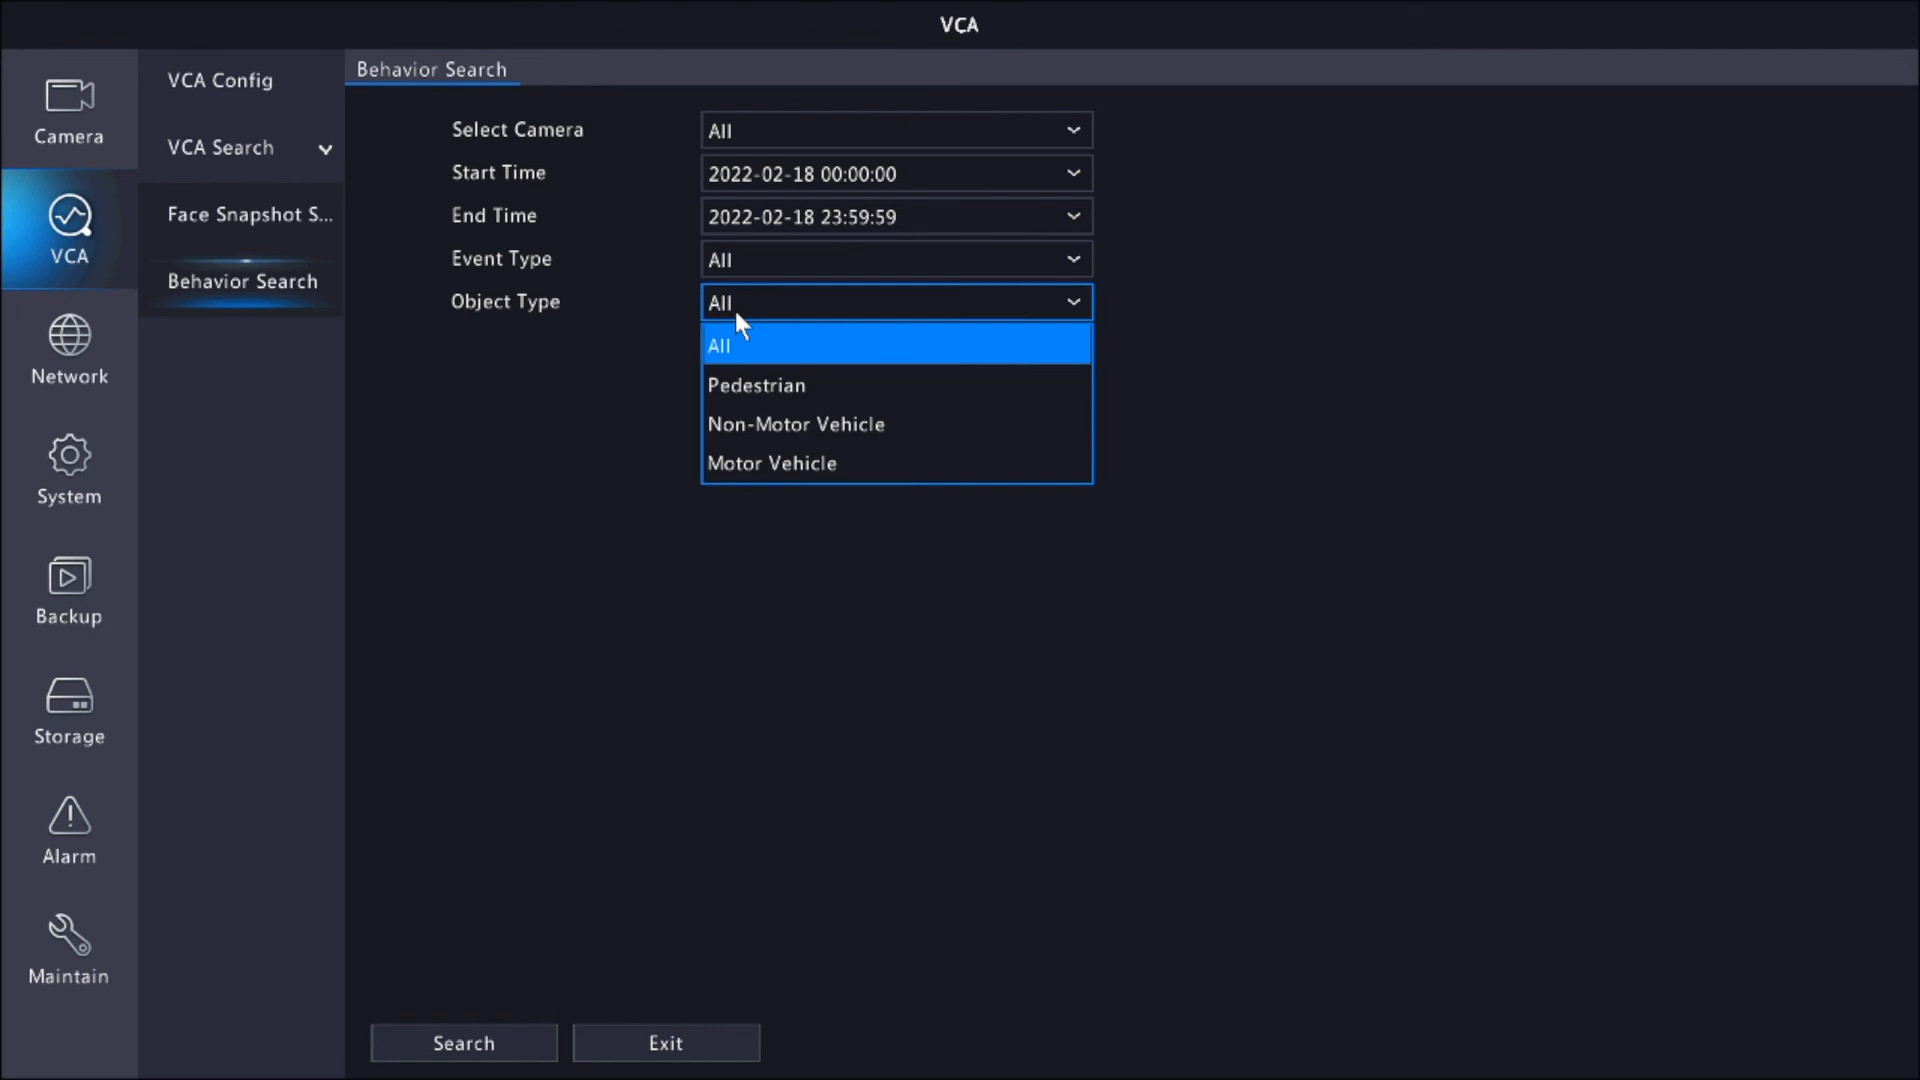 VCA
Camera
VCA
Network
System
Backup
Storage
Alarm
Maintain
VCA Config
VCA Search
Face Snapshot S...
Behavior Search
Behavior Search
Select Camera All
Start Time 2022-02-18 00:00:00
End Time 2022-02-18 23:59:59
Event Type All
Object Type All
All
Pedestrian
Non-Motor Vehicle
Motor Vehicle
Search Exit